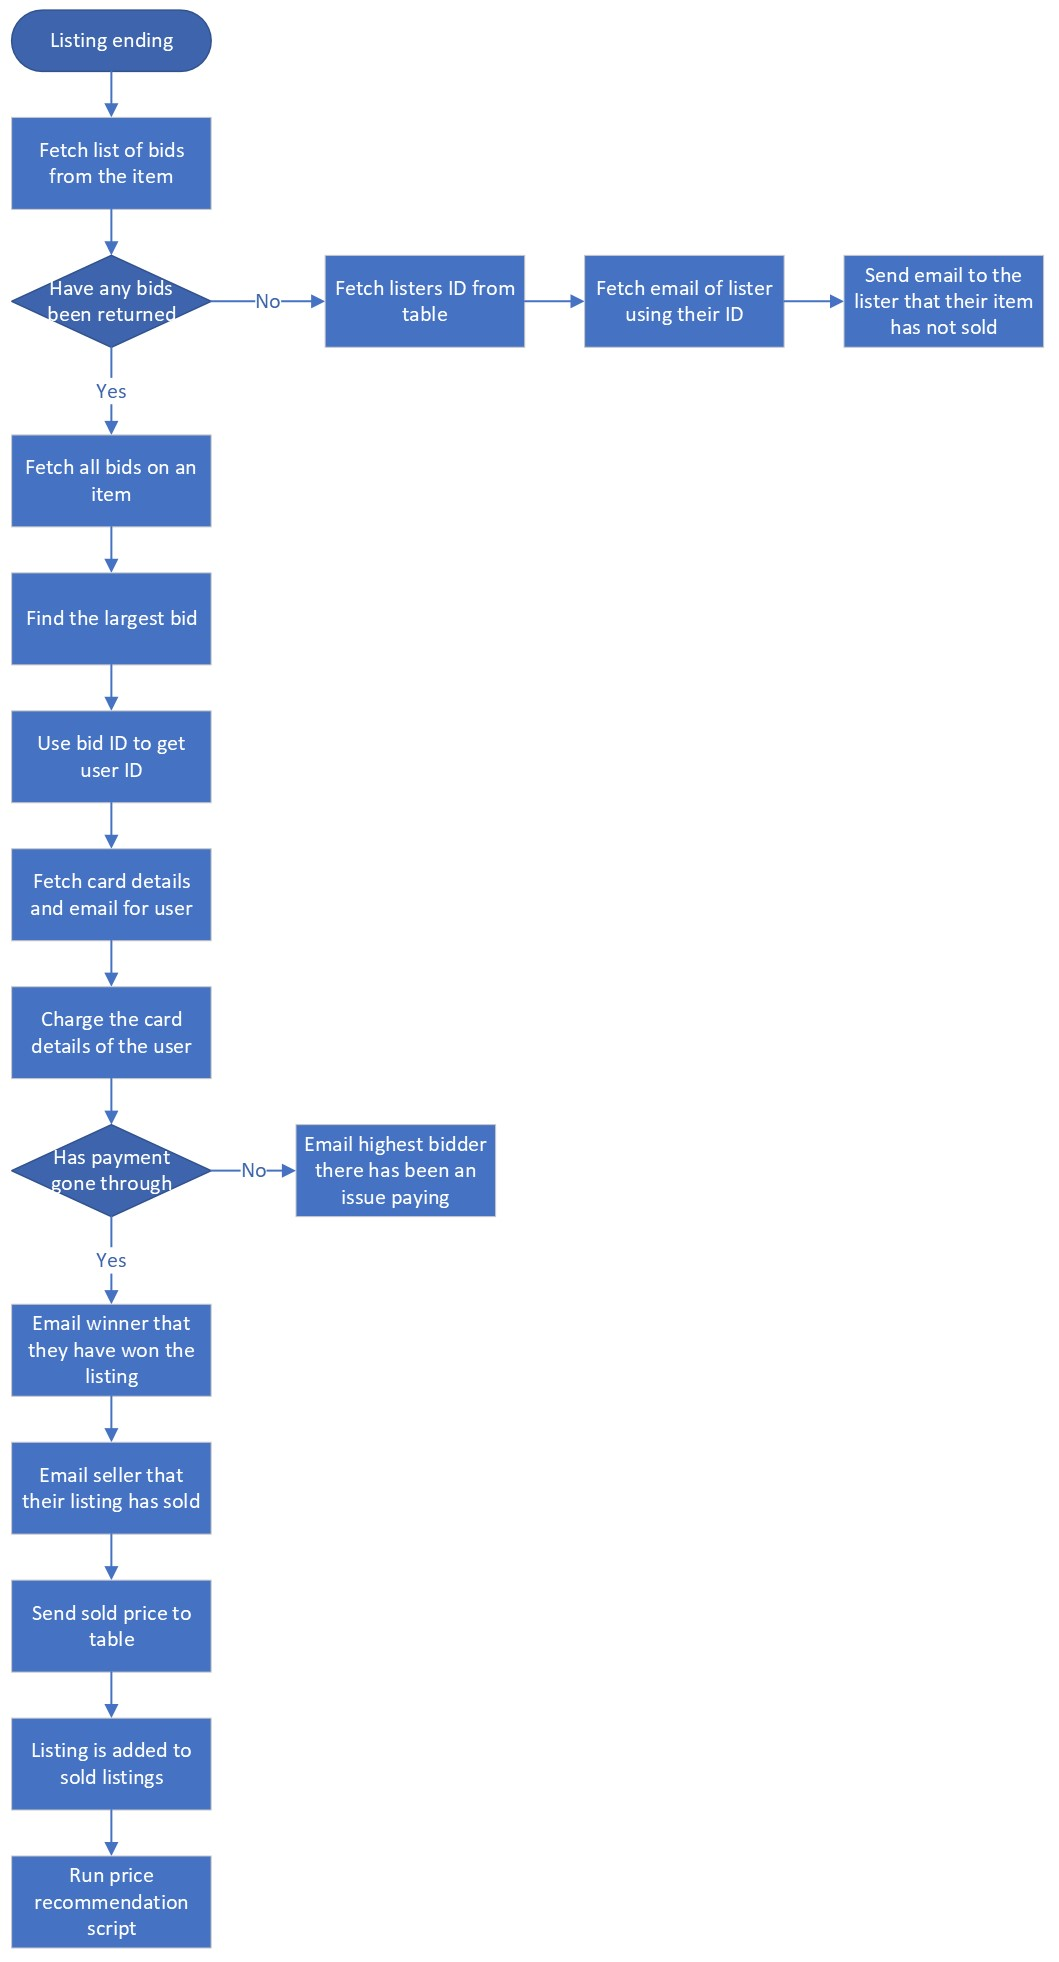 Listing ending
Fetch list of bids
from the item
Have any bids
been returned
No
Fetch listers ID from
table
Fetch email of lister
using their ID
Send email to the
lister that their item
has not sold
Yes
Fetch all bids on an
item
Find the largest bid
Use bid ID to get
user ID
Fetch card details
and email for user
Charge the card
details of the user
Has payment
gone through
No
Email highest bidder
there has been an
issue paying
Yes
Email winner that
they have won the
listing
Email seller that
their listing has sold
Send sold price to
table
Listing is added to
sold listings
Run price
recommendation
script